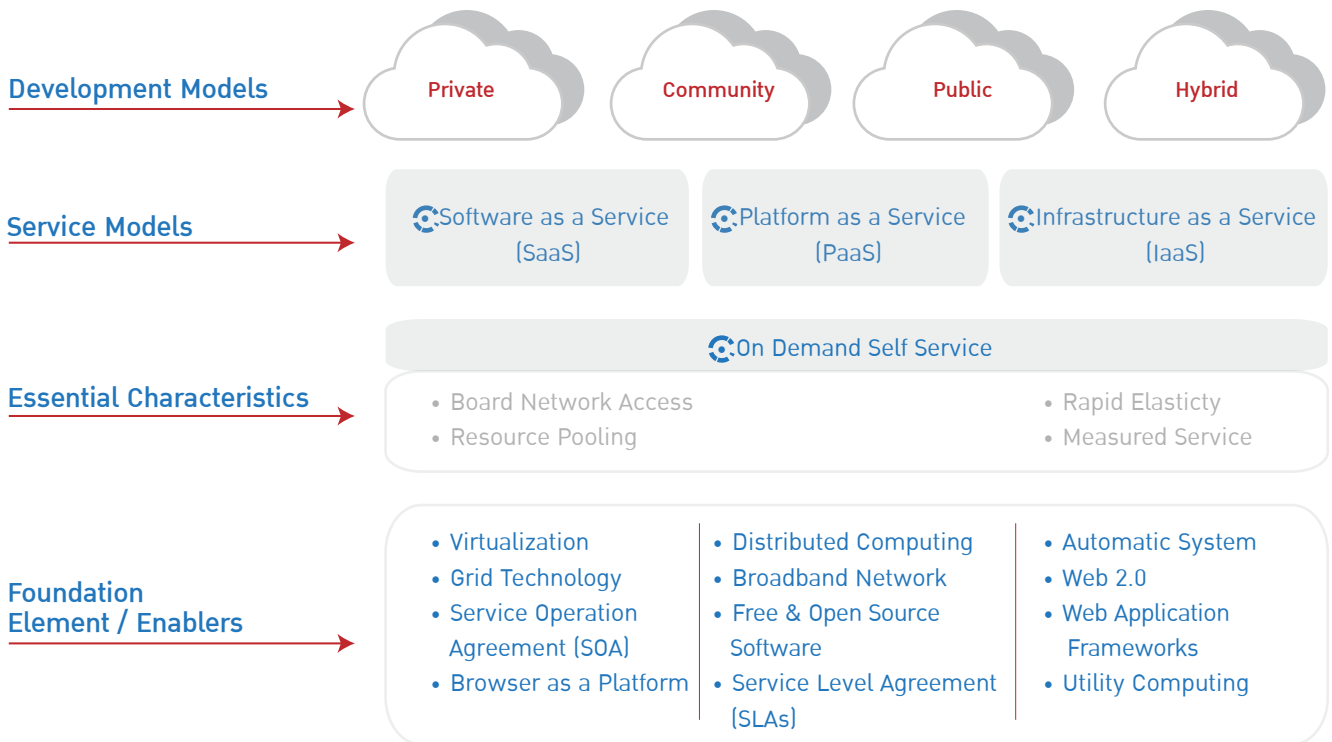 Development Models
Private
Community
Public
Hybrid
Service Models
Software as a Service
(SaaS)
Platform as a Service
(PaaS)
Infrastructure as a Service
(IaaS)
Essential Characteristics
On Demand Self Service
• Board Network Access
• Resource Pooling
• Rapid Elasticty
• Measured Service
Foundation
Element / Enablers
• Virtualization
• Grid Technology
• Service Operation
Agreement (SOA)
• Browser as a Platform
• Distributed Computing
• Broadband Network
• Free & Open Source
Software
• Service Level Agreement
(SLAs)
• Automatic System
• Web 2.0
• Web Application
Frameworks
• Utility Computing